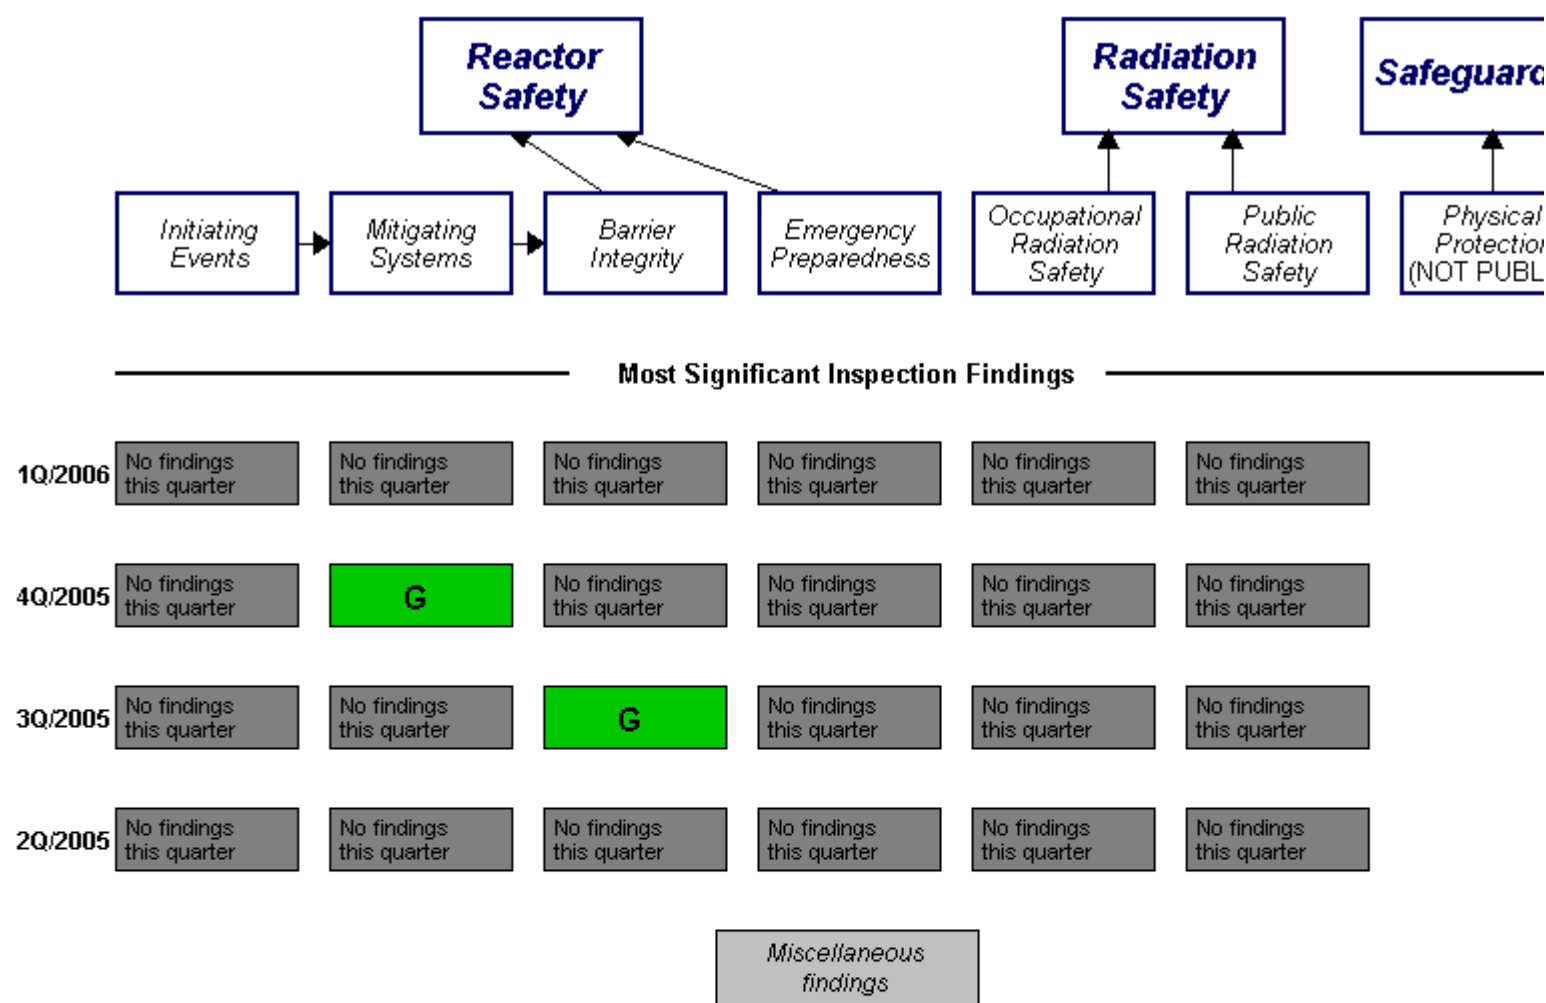 Reactor
Safety
Radiation
Safety
Safeguard
Initiating
Events
Mitigating
Systems
Barrier
Integrity
Emergency
Preparedness
Occupational
Radiation
Safety
Public
Radiation
Safety
Physical
Protection
(NOT PUBL
Most Significant Inspection Findings
1Q/2006
No findings
this quarter
No findings
this quarter
No findings
this quarter
No findings
this quarter
No findings
this quarter
No findings
this quarter
4Q/2005
No findings
this quarter
G
No findings
this quarter
No findings
this quarter
No findings
this quarter
No findings
this quarter
3Q/2005
No findings
this quarter
No findings
this quarter
G
No findings
this quarter
No findings
this quarter
No findings
this quarter
2Q/2005
No findings
this quarter
No findings
this quarter
No findings
this quarter
No findings
this quarter
No findings
this quarter
No findings
this quarter
Miscellaneous
findings